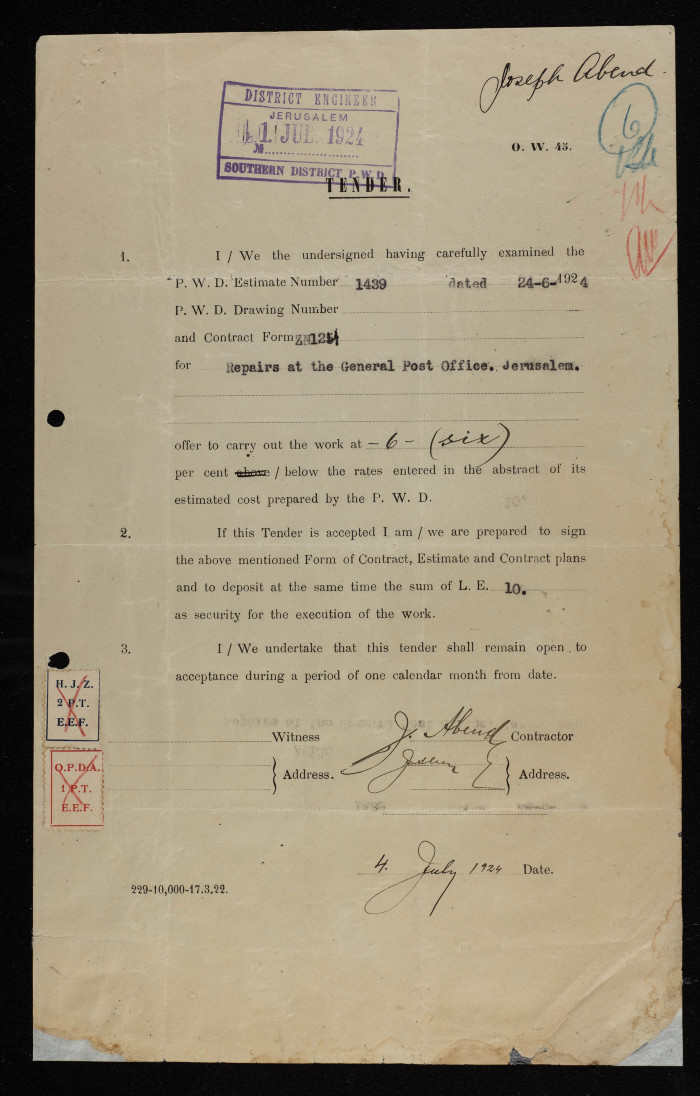 Joseph Abend.
DISTRICT ENGINEER
JERUSALEM
1 JUL 1924
№
SOUTHERN DISTRICT P.W.D.
6
O. W. 45.
TENDER.
1. I / We the undersigned having carefully examined the
P. W. D. Estimate Number 1439 dated 24-6-1924
P. W. D. Drawing Number
and Contract Form
for Repairs at the General Post Office. Jerusalem.
offer to carry out the work at - 6 - (six)
per cent above / below the rates entered in the abstract of its
estimated cost prepared by the P. W. D.
2. If this Tender is accepted I am / we are prepared to sign
the above mentioned Form of Contract, Estimate and Contract plans
and to deposit at the same time the sum of L. E. 10.
as security for the execution of the work.
3. I / We undertake that this tender shall remain open to
acceptance during a period of one calendar month from date.
H. J. Z.
2 P.T.
E.E.F.
O.P.D.A.
1 P.T.
E.E.F.
Witness J. Abend Contractor
} Address. } Address.
4. July 1924 Date.
229-10,000-17.3.22.